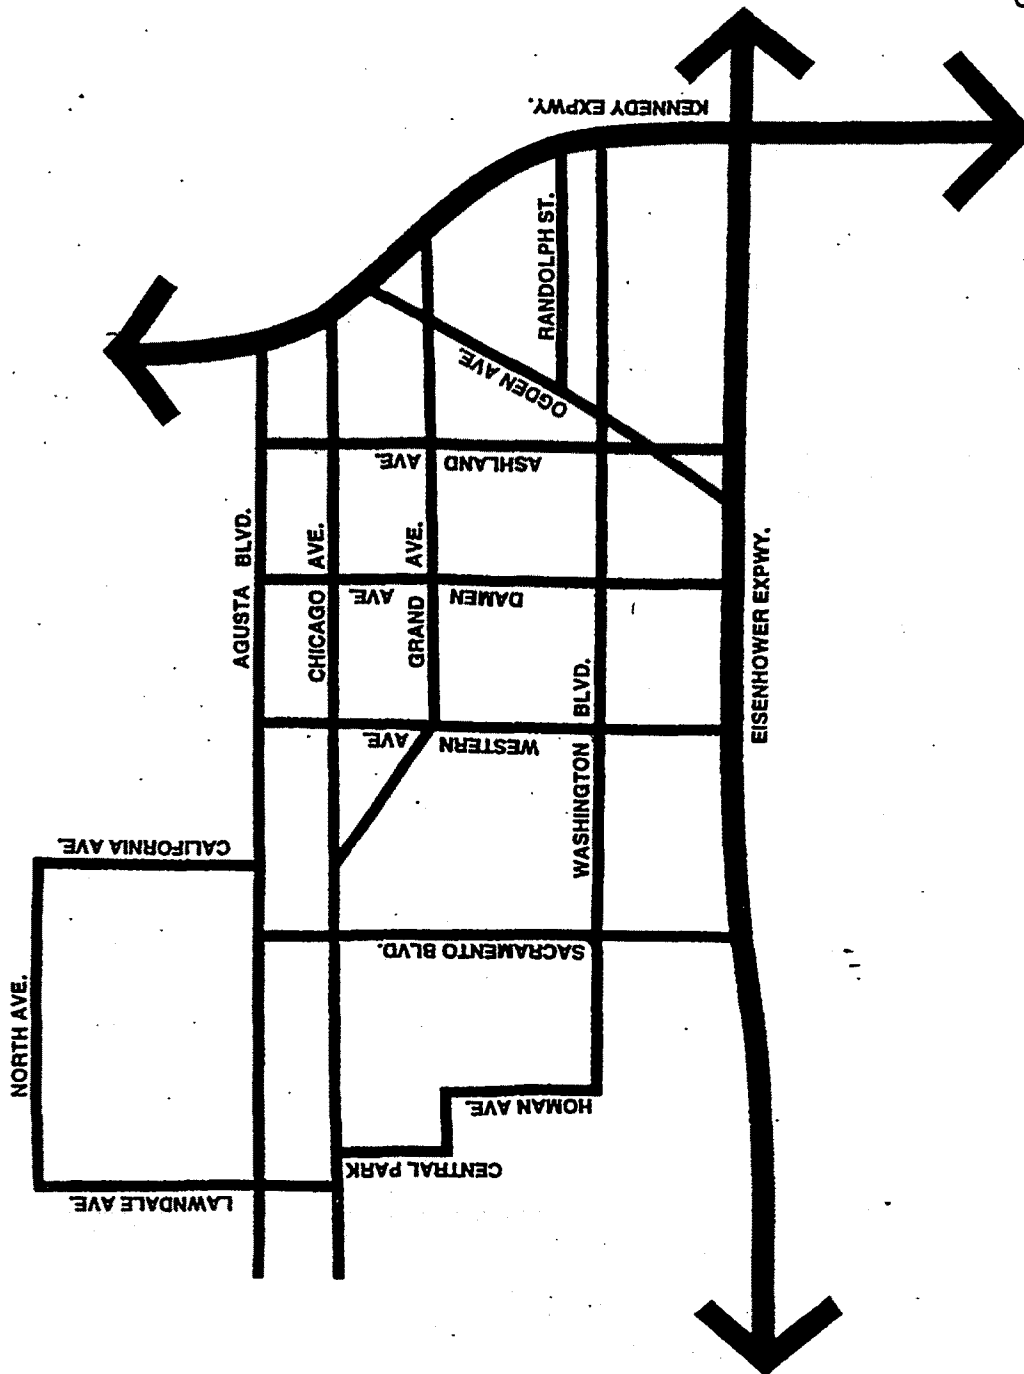 KENNEDY EXPWY.
RANDOLPH ST.
OGDEN AVE.
ASHLAND AVE.
AGUSTA BLVD.
CHICAGO AVE.
GRAND AVE.
DAMEN AVE.
EISENHOWER EXPWY.
WESTERN AVE.
WASHINGTON BLVD.
CALIFORNIA AVE.
SACRAMENTO BLVD.
NORTH AVE.
HOMAN AVE.
CENTRAL PARK
LAWNDALE AVE.